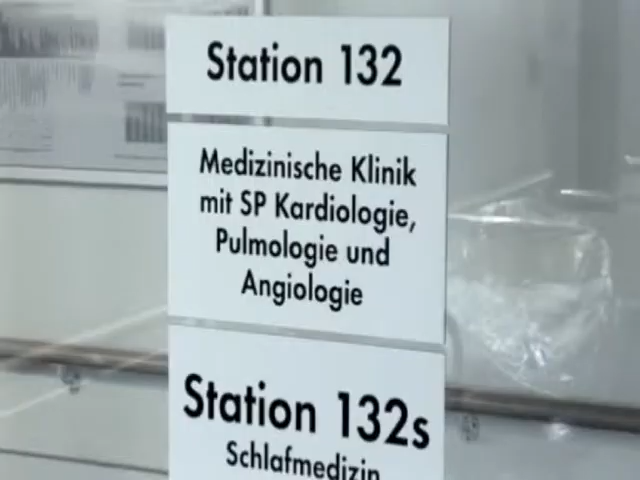 Station 132
Medizinische Klinik
mit SP Kardiologie,
Pulmologie und
Angiologie
Station 132s
Schlafmedizin